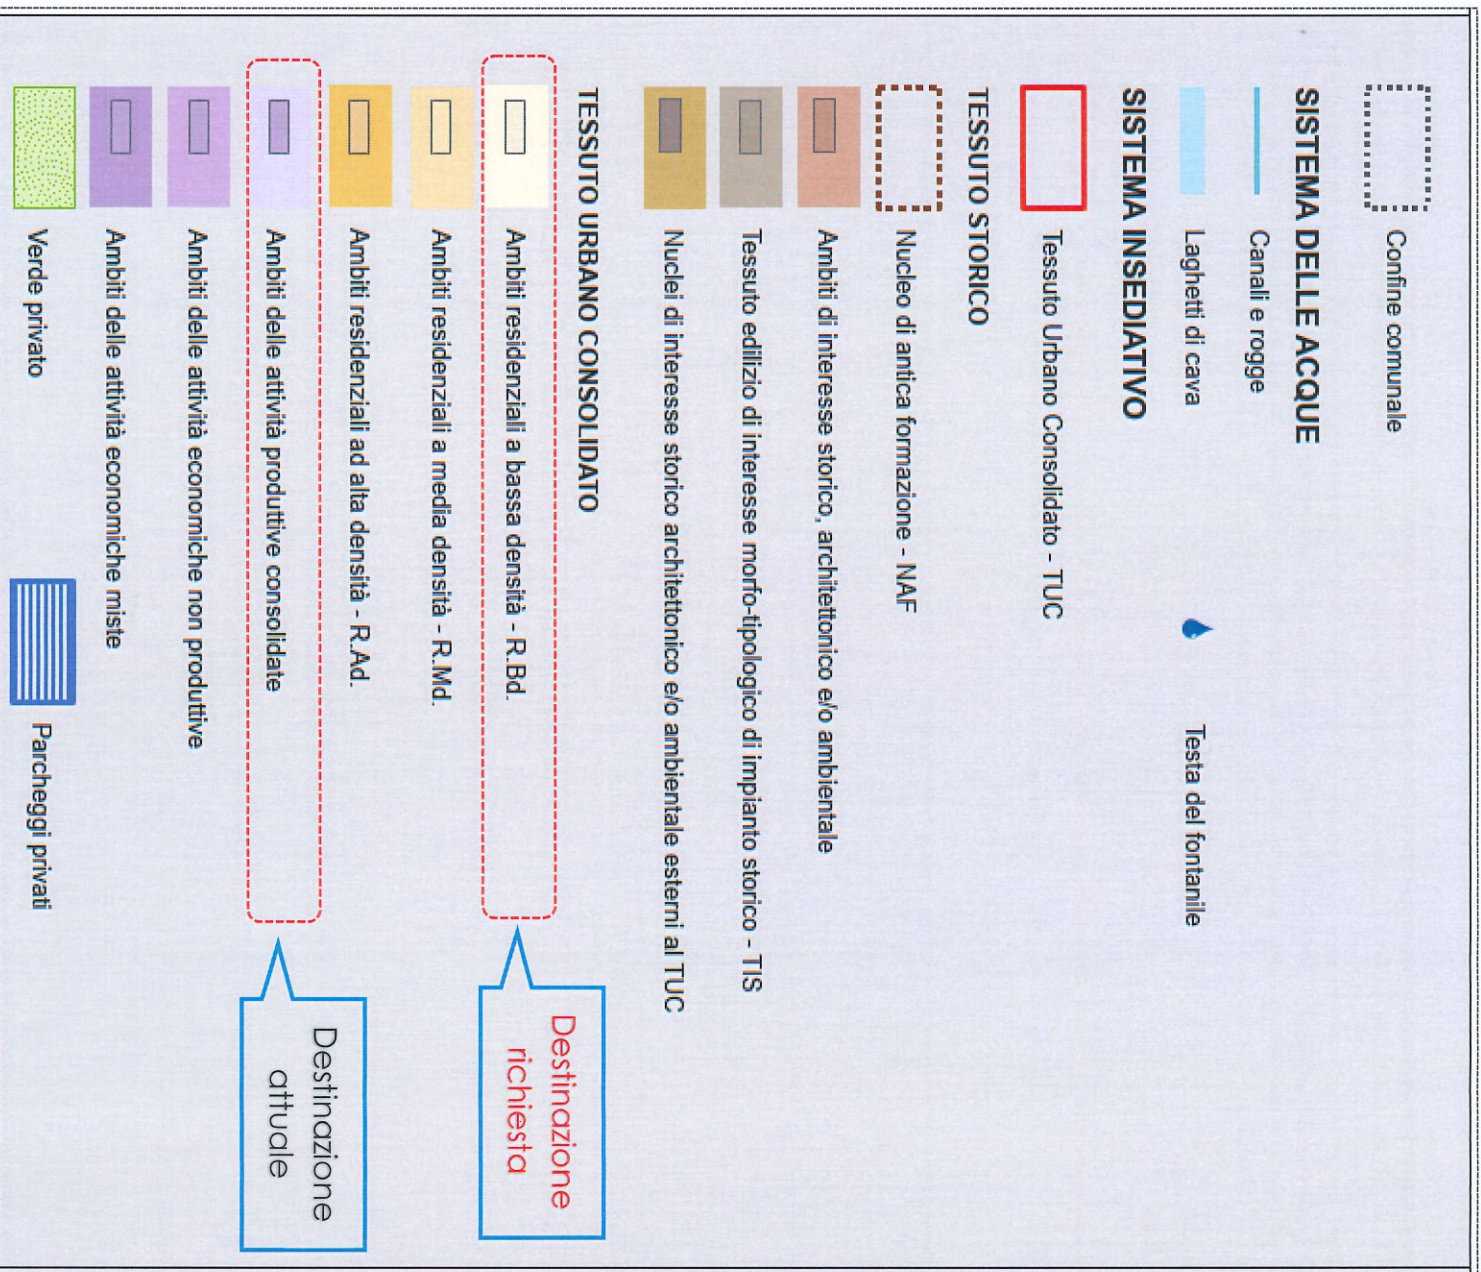 Confine comunale
SISTEMA DELLE ACQUE
Canali e rogge
Laghetti di cava
Testa del fontanile
SISTEMA INSEDIATIVO
Tessuto Urbano Consolidato - TUC
TESSUTO STORICO
Nucleo di antica formazione - NAF
Ambiti di interesse storico, architettonico e/o ambientale
Tessuto edilizio di interesse morfo-tipologico di impianto storico - TIS
Nuclei di interesse storico architettonico e/o ambientale esterni al TUC
TESSUTO URBANO CONSOLIDATO
Ambiti residenziali a bassa densità - R.Bd.
Destinazione
richiesta
Ambiti residenziali a media densità - R.Md.
Ambiti residenziali ad alta densità - R.Ad.
Ambiti delle attività produttive consolidate
Destinazione
attuale
Ambiti delle attività economiche non produttive
Ambiti delle attività economiche miste
Verde privato
Parcheggi privati